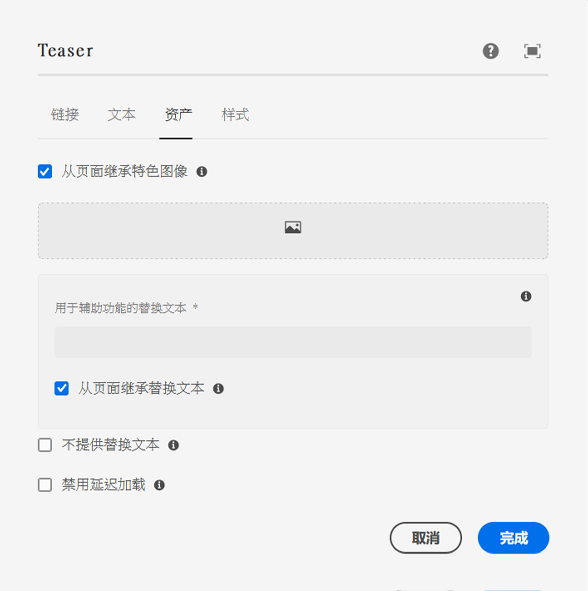 Teaser
链接 文本 资产 样式
从页面继承特色图像
用于辅助功能的替换文本 *
从页面继承替换文本
不提供替换文本
禁用延迟加载
取消 完成